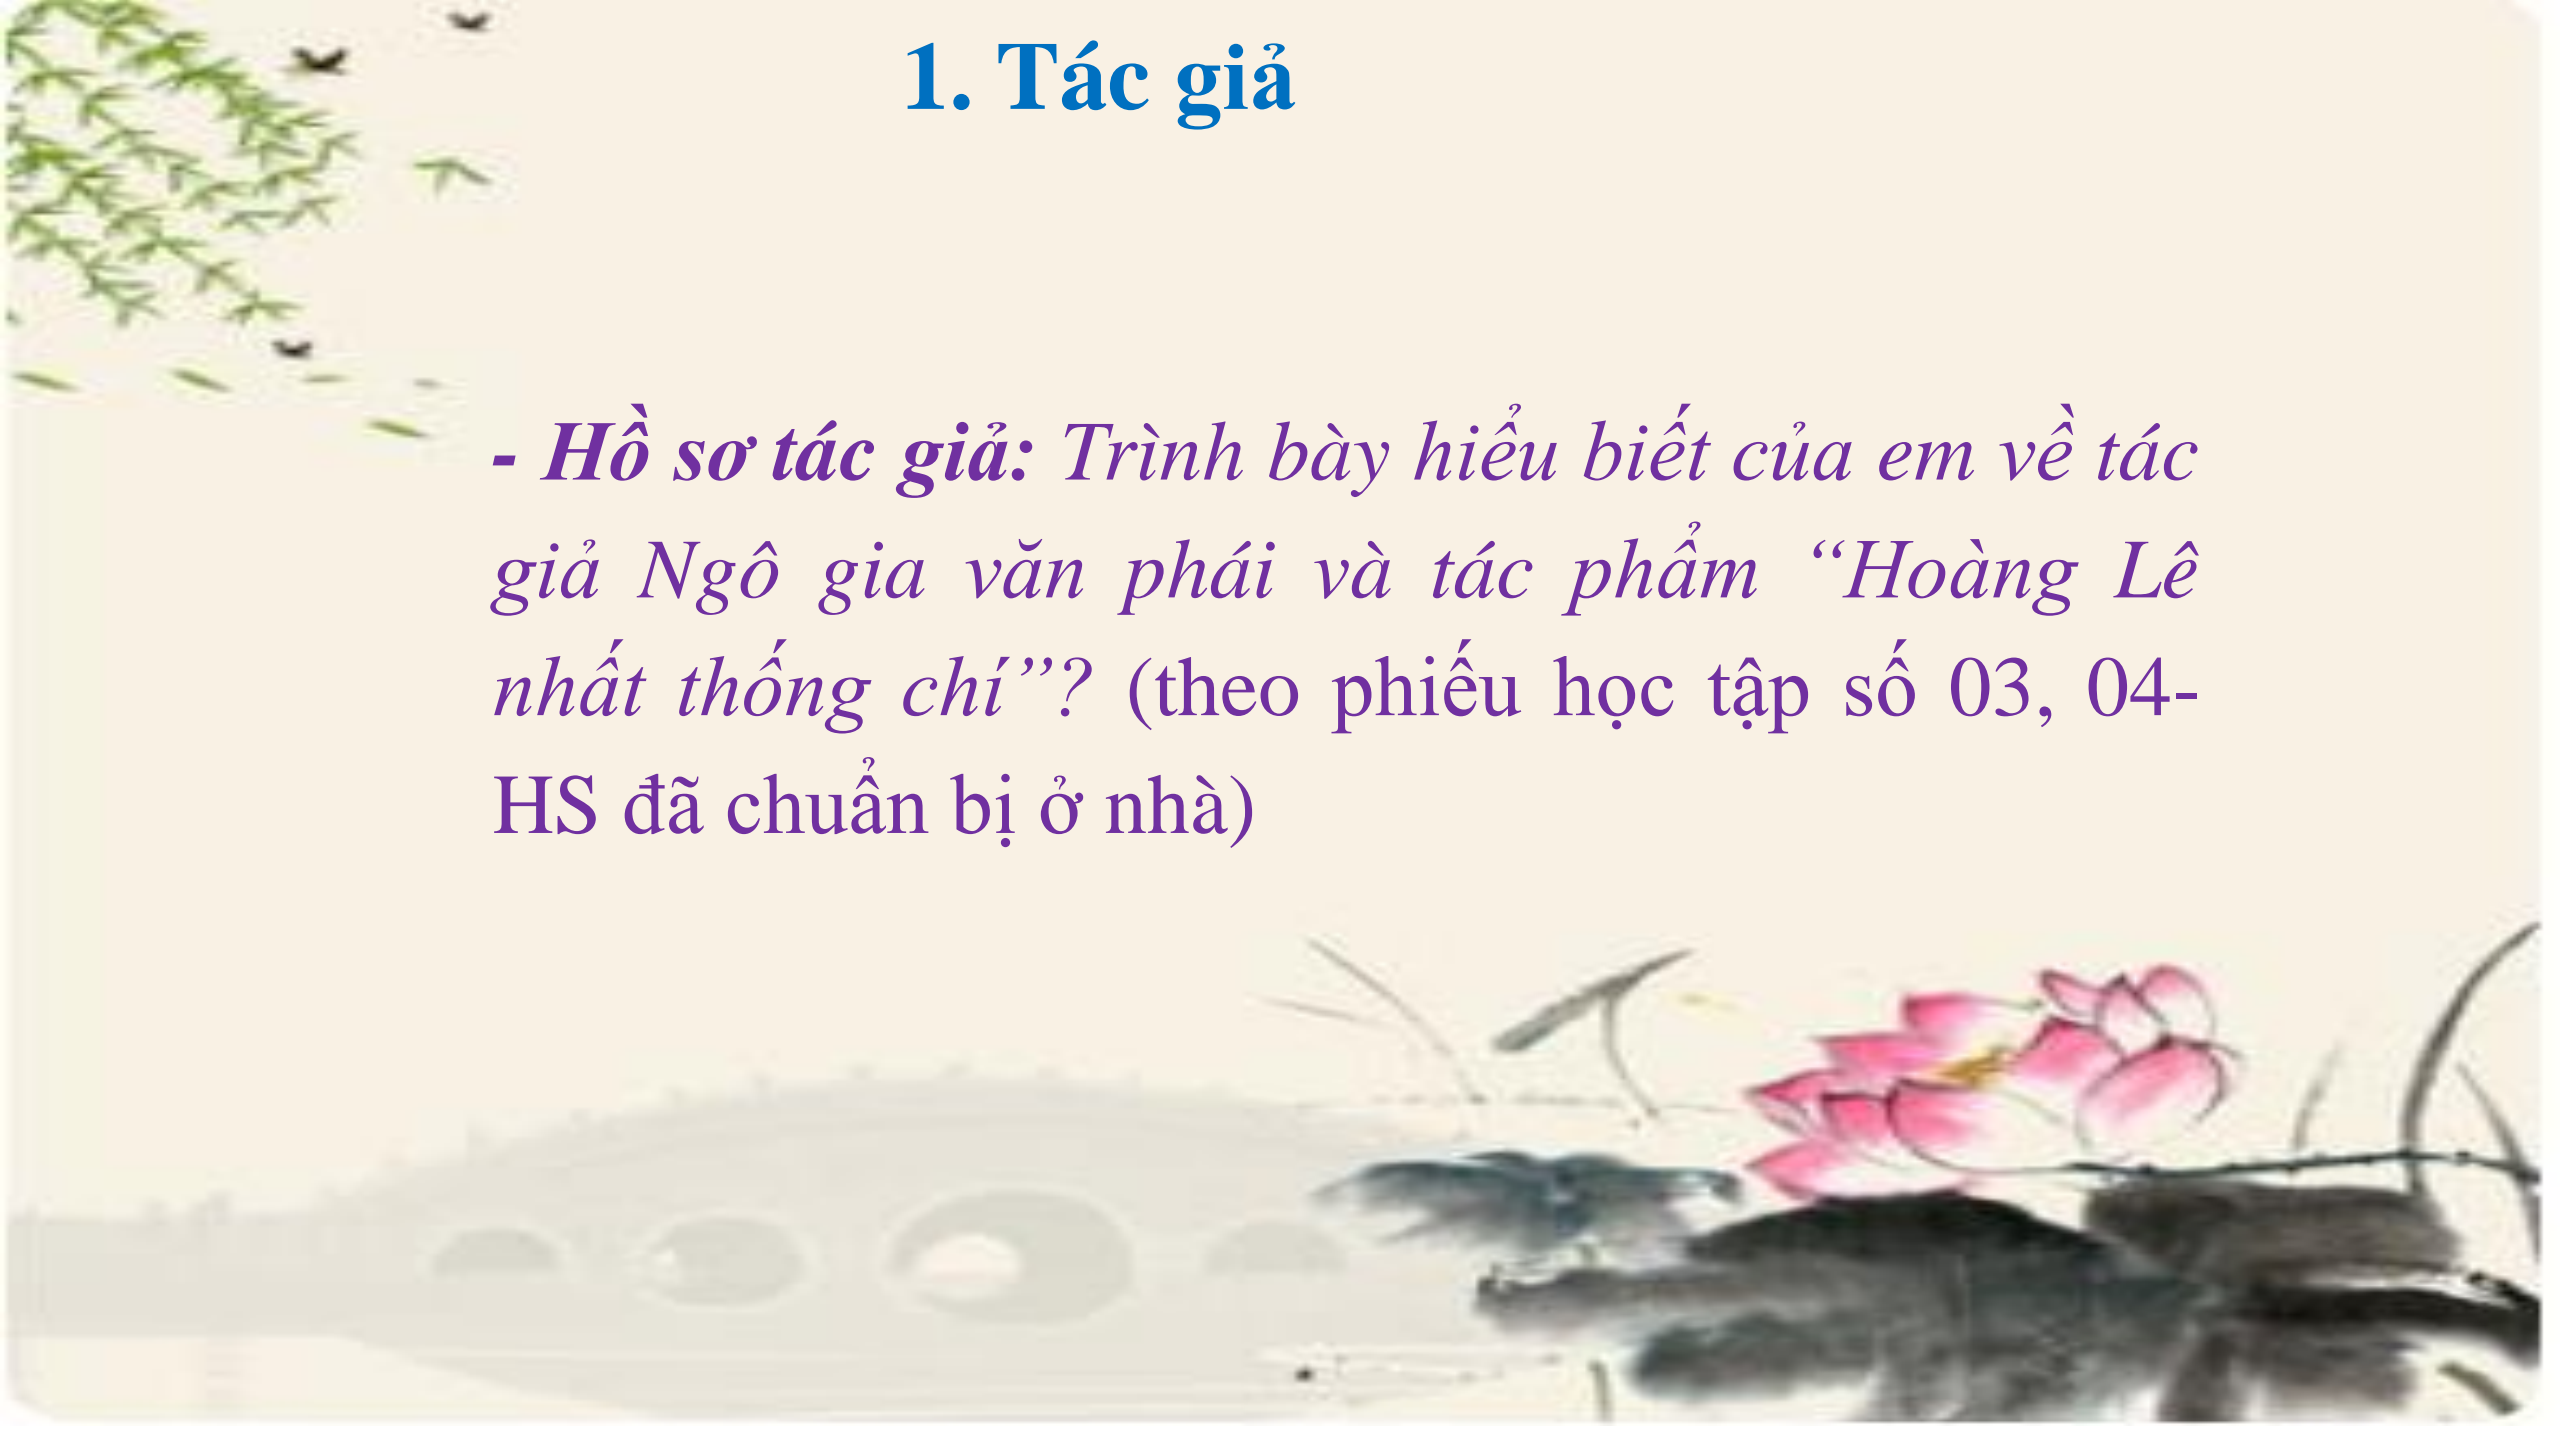 1. Tác giả
- Hồ sơ tác giả: Trình bày hiểu biết của em về tác
giả Ngô gia văn phái và tác phẩm “Hoàng Lê
nhất thống chí”? (theo phiếu học tập số 03, 04-
HS đã chuẩn bị ở nhà)